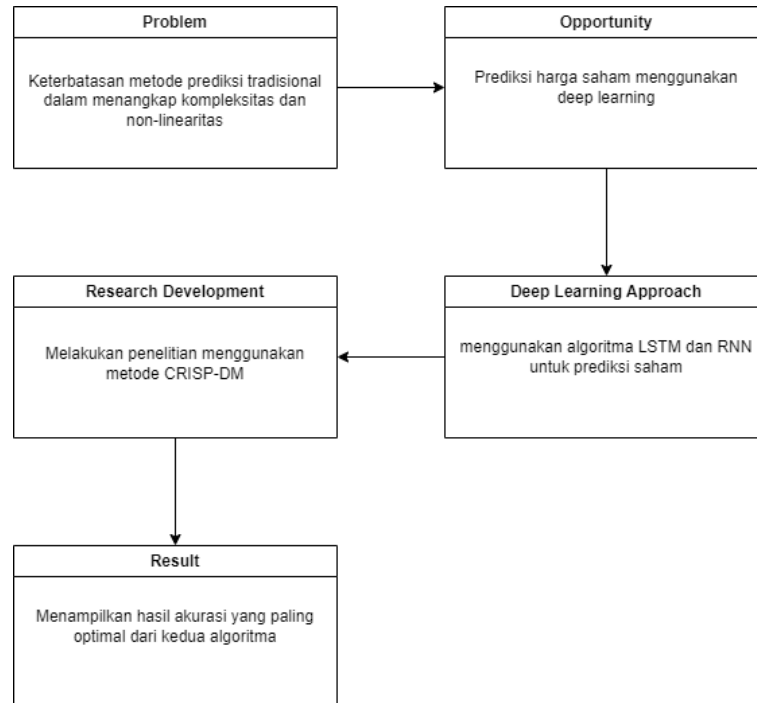 Problem
Keterbatasan metode prediksi tradisional
dalam menangkap kompleksitas dan
non-linearitas
Opportunity
Prediksi harga saham menggunakan
deep learning
Deep Learning Approach
menggunakan algoritma LSTM dan RNN
untuk prediksi saham
Research Development
Melakukan penelitian menggunakan
metode CRISP-DM
Result
Menampilkan hasil akurasi yang paling
optimal dari kedua algoritma